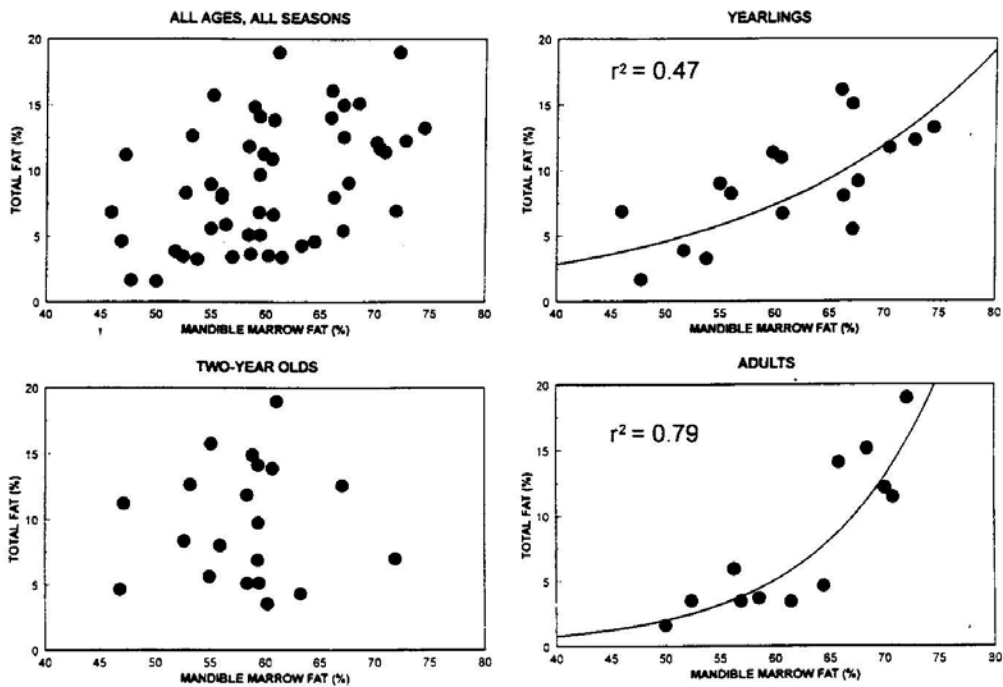 ALL AGES, ALL SEASONS
TOTAL FAT (%)
20
15
10
5
0
40 45 50 55 60 65 70 75 80
MANDIBLE MARROW FAT (%)
YEARLINGS
r² = 0.47
TOTAL FAT (%)
20
15
10
5
0
40 45 50 55 60 65 70 75 80
MANDIBLE MARROW FAT (%)
TWO-YEAR OLDS
TOTAL FAT (%)
20
15
10
5
0
40 45 50 55 60 65 70 75 80
MANDIBLE MARROW FAT (%)
ADULTS
r² = 0.79
TOTAL FAT (%)
20
15
10
5
0
40 45 50 55 60 65 70 75 80
MANDIBLE MARROW FAT (%)